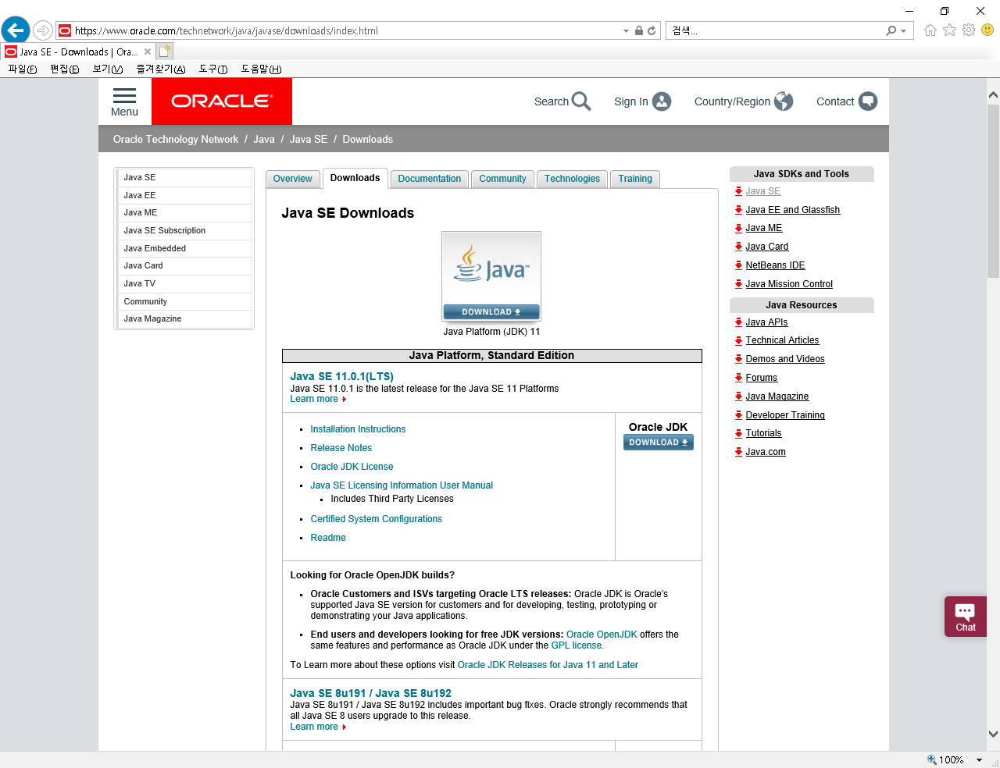 https://www.oracle.com/technetwork/java/javase/downloads/index.html
검색...
Java SE - Downloads | Ora...
파일(F) 편집(E) 보기(V) 즐겨찾기(A) 도구(T) 도움말(H)
Menu
ORACLE
Search
Sign In
Country/Region
Contact
Oracle Technology Network / Java / Java SE / Downloads
Java SE
Java EE
Java ME
Java SE Subscription
Java Embedded
Java Card
Java TV
Community
Java Magazine
Overview
Downloads
Documentation
Community
Technologies
Training
Java SE Downloads
Java™
DOWNLOAD
Java Platform (JDK) 11
Java Platform, Standard Edition
Java SE 11.0.1(LTS)
Java SE 11.0.1 is the latest release for the Java SE 11 Platforms
Learn more
Installation Instructions
Release Notes
Oracle JDK License
Java SE Licensing Information User Manual
Includes Third Party Licenses
Certified System Configurations
Readme
Oracle JDK
DOWNLOAD
Looking for Oracle OpenJDK builds?
Oracle Customers and ISVs targeting Oracle LTS releases: Oracle JDK is Oracle's
supported Java SE version for customers and for developing, testing, prototyping or
demonstrating your Java applications.
End users and developers looking for free JDK versions: Oracle OpenJDK offers the
same features and performance as Oracle JDK under the GPL license.
To Learn more about these options visit Oracle JDK Releases for Java 11 and Later
Java SE 8u191 / Java SE 8u192
Java SE 8u191 / Java SE 8u192 includes important bug fixes. Oracle strongly recommends that
all Java SE 8 users upgrade to this release.
Learn more
Java SDKs and Tools
Java SE
Java EE and Glassfish
Java ME
Java Card
NetBeans IDE
Java Mission Control
Java Resources
Java APIs
Technical Articles
Demos and Videos
Forums
Java Magazine
Developer Training
Tutorials
Java.com
Chat
100%